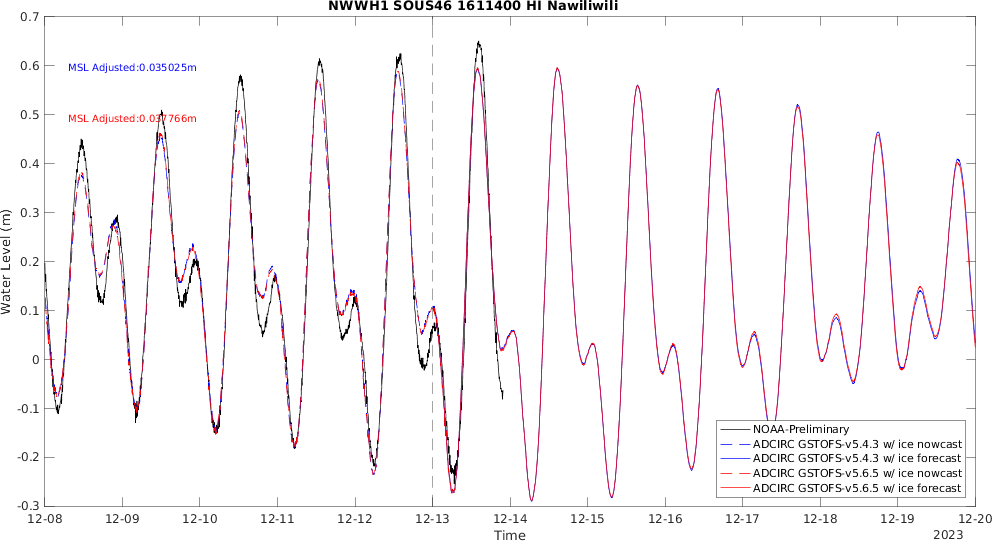 NWWH1 SOUS46 1611400 HI Nawiliwili
0.7
0.6
0.5
0.4
0.3
0.2
0.1
0
-0.1
-0.2
-0.3
Water Level (m)
MSL Adjusted:0.035025m
MSL Adjusted:0.037766m
NOAA-Preliminary
ADCIRC GSTOFS-v5.4.3 w/ ice nowcast
ADCIRC GSTOFS-v5.4.3 w/ ice forecast
ADCIRC GSTOFS-v5.6.5 w/ ice nowcast
ADCIRC GSTOFS-v5.6.5 w/ ice forecast
12-08 12-09 12-10 12-11 12-12 12-13 12-14 12-15 12-16 12-17 12-18 12-19 12-20
Time
2023